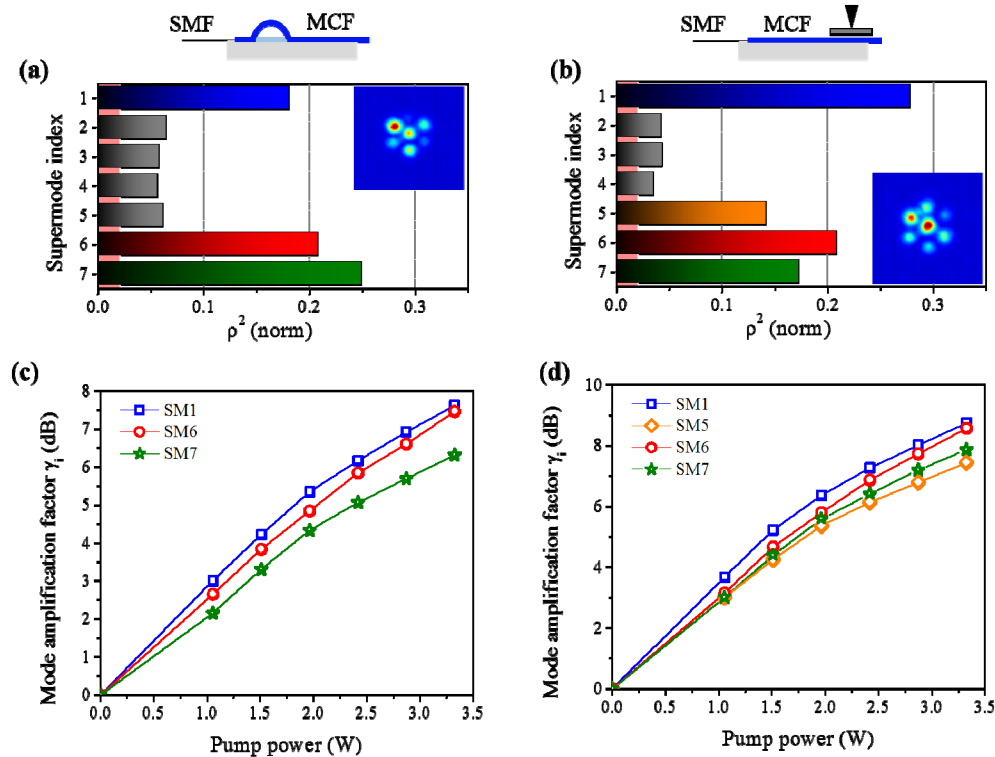 SMF MCF
SMF MCF
(a)
Supermode index
1
2
3
4
5
6
7
0.0 0.1 0.2 0.3
ρ² (norm)
(b)
Supermode index
1
2
3
4
5
6
7
0.0 0.1 0.2 0.3
ρ² (norm)
(c)
Mode amplification factor γi (dB)
8
7
6
5
4
3
2
1
0
SM1
SM6
SM7
0.0 0.5 1.0 1.5 2.0 2.5 3.0 3.5
Pump power (W)
(d)
Mode amplification factor γi (dB)
10
8
6
4
2
0
SM1
SM5
SM6
SM7
0.0 0.5 1.0 1.5 2.0 2.5 3.0 3.5
Pump power (W)